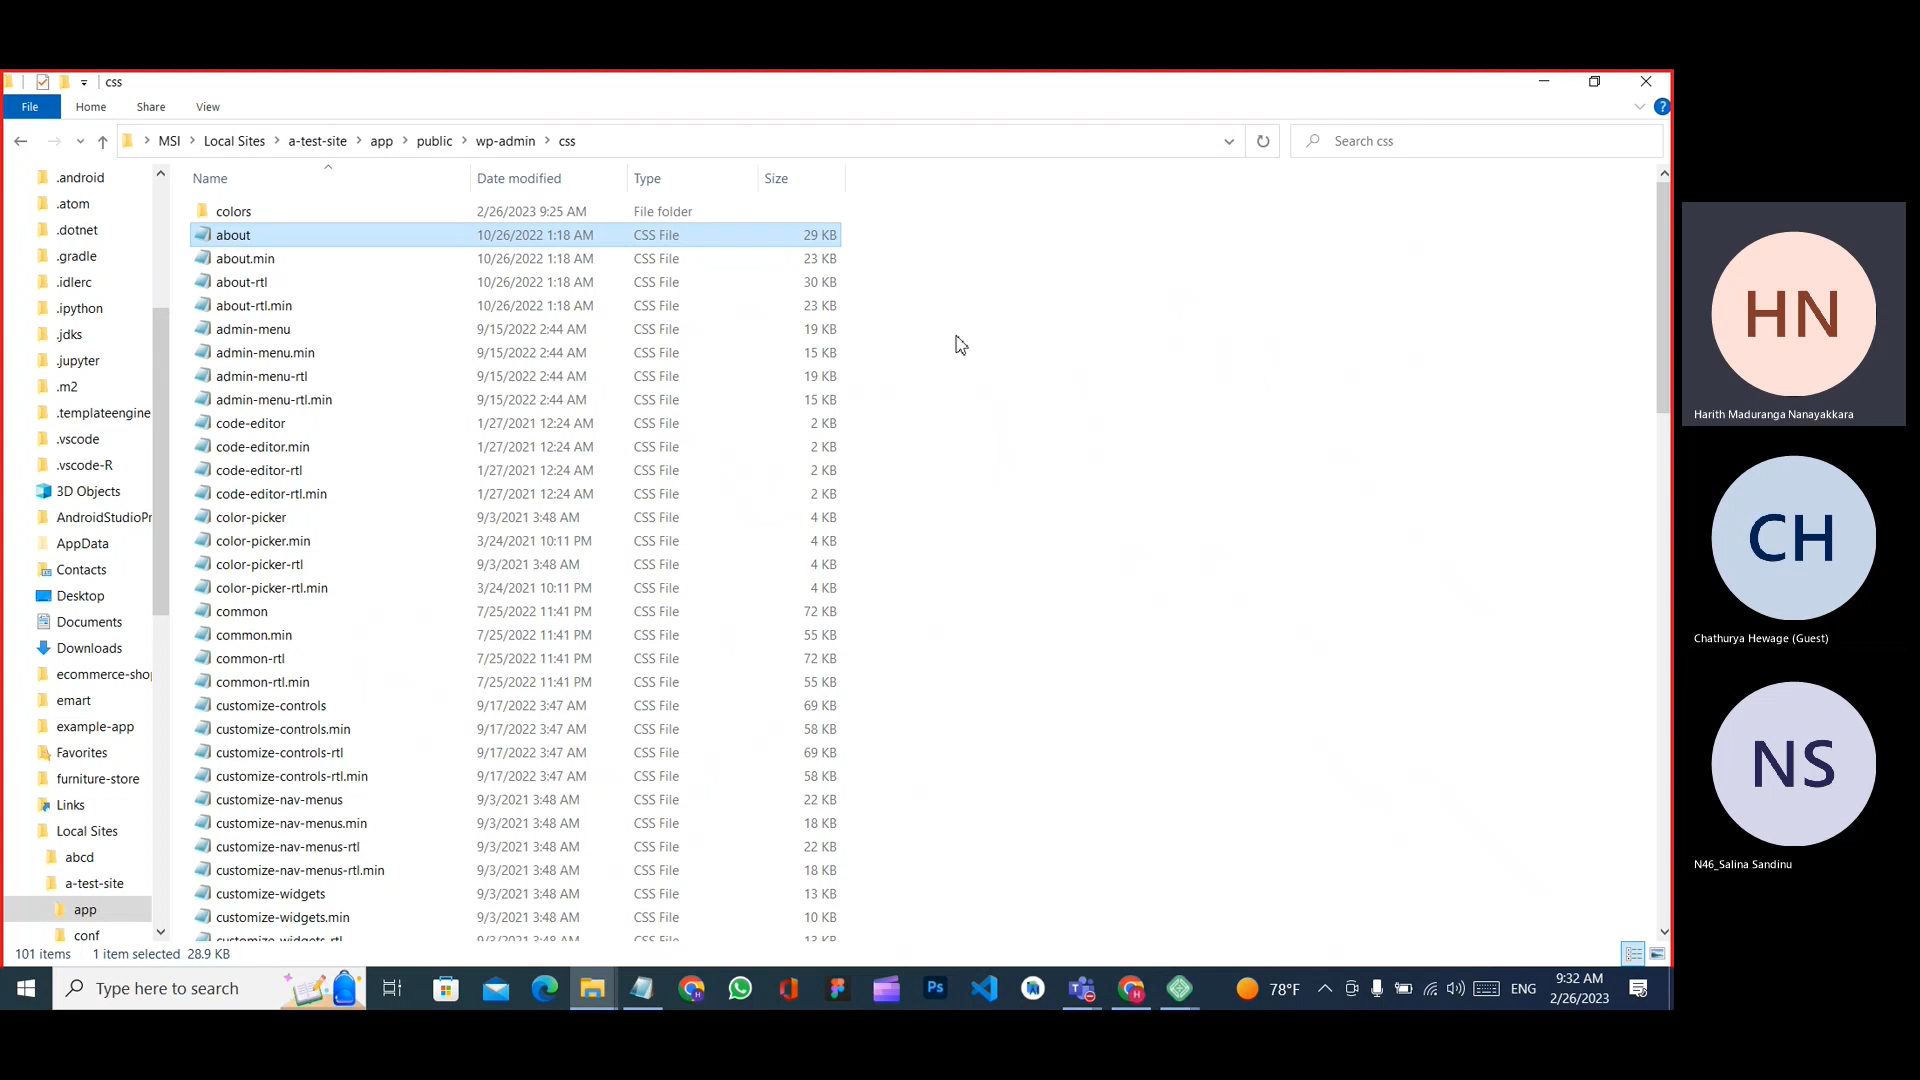 css
File Home Share View
MSI Local Sites a-test-site app public wp-admin css Search css
.android
.atom
.dotnet
.gradle
.idlerc
.ipython
.jdks
.jupyter
.m2
.templateengine
.vscode
.vscode-R
3D Objects
AndroidStudioPr
AppData
Contacts
Desktop
Documents
Downloads
ecommerce-shop
emart
example-app
Favorites
furniture-store
Links
Local Sites
abcd
a-test-site
app
conf
Name Date modified Type Size
colors 2/26/2023 9:25 AM File folder
about 10/26/2022 1:18 AM CSS File 29 KB
about.min 10/26/2022 1:18 AM CSS File 23 KB
about-rtl 10/26/2022 1:18 AM CSS File 30 KB
about-rtl.min 10/26/2022 1:18 AM CSS File 23 KB
admin-menu 9/15/2022 2:44 AM CSS File 19 KB
admin-menu.min 9/15/2022 2:44 AM CSS File 15 KB
admin-menu-rtl 9/15/2022 2:44 AM CSS File 19 KB
admin-menu-rtl.min 9/15/2022 2:44 AM CSS File 15 KB
code-editor 1/27/2021 12:24 AM CSS File 2 KB
code-editor.min 1/27/2021 12:24 AM CSS File 2 KB
code-editor-rtl 1/27/2021 12:24 AM CSS File 2 KB
code-editor-rtl.min 1/27/2021 12:24 AM CSS File 2 KB
color-picker 9/3/2021 3:48 AM CSS File 4 KB
color-picker.min 3/24/2021 10:11 PM CSS File 4 KB
color-picker-rtl 9/3/2021 3:48 AM CSS File 4 KB
color-picker-rtl.min 3/24/2021 10:11 PM CSS File 4 KB
common 7/25/2022 11:41 PM CSS File 72 KB
common.min 7/25/2022 11:41 PM CSS File 55 KB
common-rtl 7/25/2022 11:41 PM CSS File 72 KB
common-rtl.min 7/25/2022 11:41 PM CSS File 55 KB
customize-controls 9/17/2022 3:47 AM CSS File 69 KB
customize-controls.min 9/17/2022 3:47 AM CSS File 58 KB
customize-controls-rtl 9/17/2022 3:47 AM CSS File 69 KB
customize-controls-rtl.min 9/17/2022 3:47 AM CSS File 58 KB
customize-nav-menus 9/3/2021 3:48 AM CSS File 22 KB
customize-nav-menus.min 9/3/2021 3:48 AM CSS File 18 KB
customize-nav-menus-rtl 9/3/2021 3:48 AM CSS File 22 KB
customize-nav-menus-rtl.min 9/3/2021 3:48 AM CSS File 18 KB
customize-widgets 9/3/2021 3:48 AM CSS File 13 KB
customize-widgets.min 9/3/2021 3:48 AM CSS File 10 KB
customize-widgets-rtl 9/3/2021 3:48 AM CSS File 13 KB
101 items 1 item selected 28.9 KB
Type here to search
78°F
ENG
9:32 AM
2/26/2023
HN
Harith Maduranga Nanayakkara
CH
Chathurya Hewage (Guest)
NS
N46_Salina Sandinu